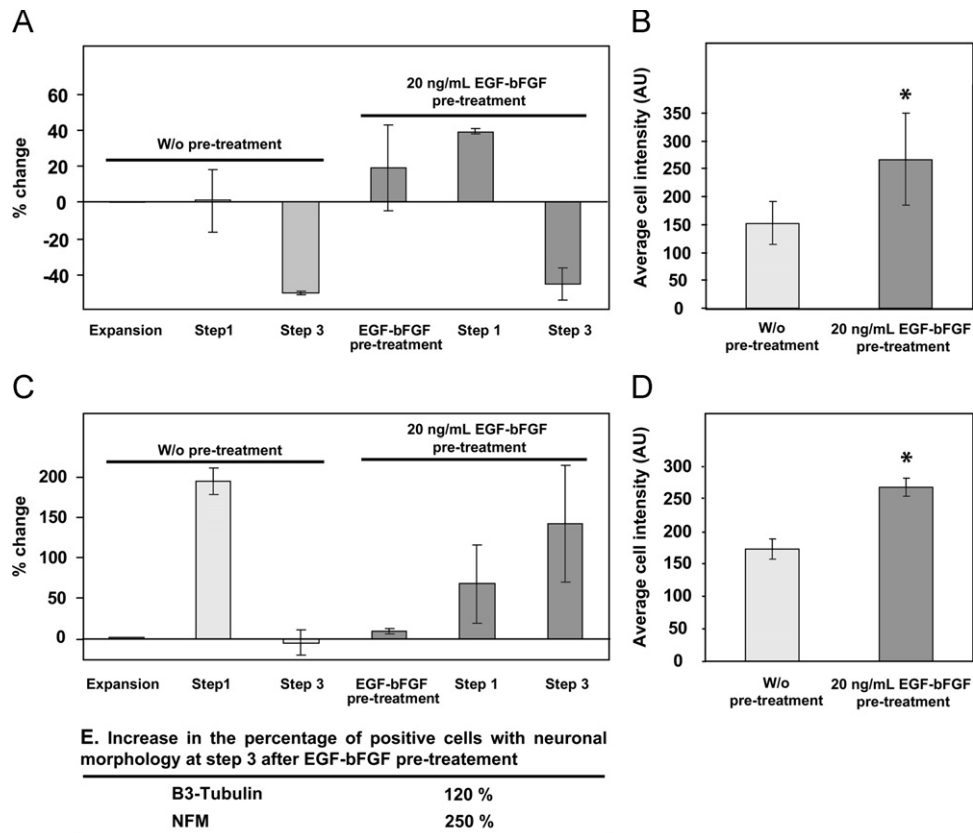 A
% change
60
40
20
0
-20
-40
W/o pre-treatment
20 ng/mL EGF-bFGF
pre-treatment
Expansion
Step1
Step 3
EGF-bFGF
pre-treatment
Step 1
Step 3
B
Average cell intensity (AU)
350
300
250
200
150
100
50
0
*
W/o
pre-treatment
20 ng/mL EGF-bFGF
pre-treatment
C
% change
200
150
100
50
0
W/o pre-treatment
20 ng/mL EGF-bFGF
pre-treatment
Expansion
Step1
Step 3
EGF-bFGF
pre-treatment
Step 1
Step 3
D
Average cell intensity (AU)
300
250
200
150
100
50
0
*
W/o
pre-treatment
20 ng/mL EGF-bFGF
pre-treatment
E. Increase in the percentage of positive cells with neuronal
morphology at step 3 after EGF-bFGF pre-treatement
B3-Tubulin 120 %
NFM 250 %